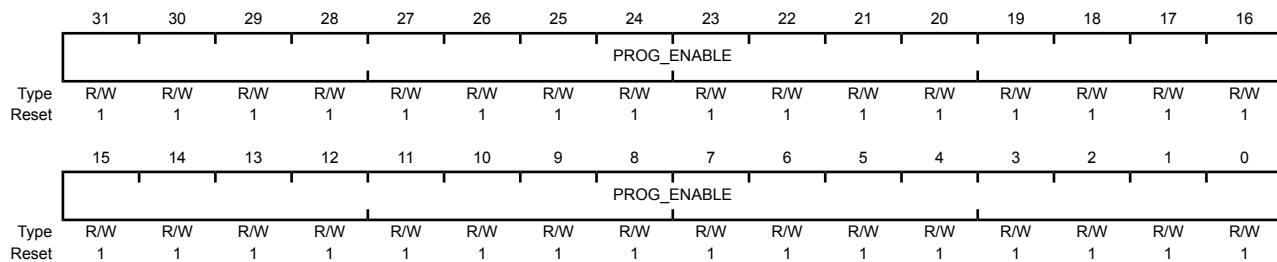 31 30 29 28 27 26 25 24 23 22 21 20 19 18 17 16
PROG_ENABLE
Type R/W R/W R/W R/W R/W R/W R/W R/W R/W R/W R/W R/W R/W R/W R/W R/W
Reset 1 1 1 1 1 1 1 1 1 1 1 1 1 1 1 1
15 14 13 12 11 10 9 8 7 6 5 4 3 2 1 0
PROG_ENABLE
Type R/W R/W R/W R/W R/W R/W R/W R/W R/W R/W R/W R/W R/W R/W R/W R/W
Reset 1 1 1 1 1 1 1 1 1 1 1 1 1 1 1 1